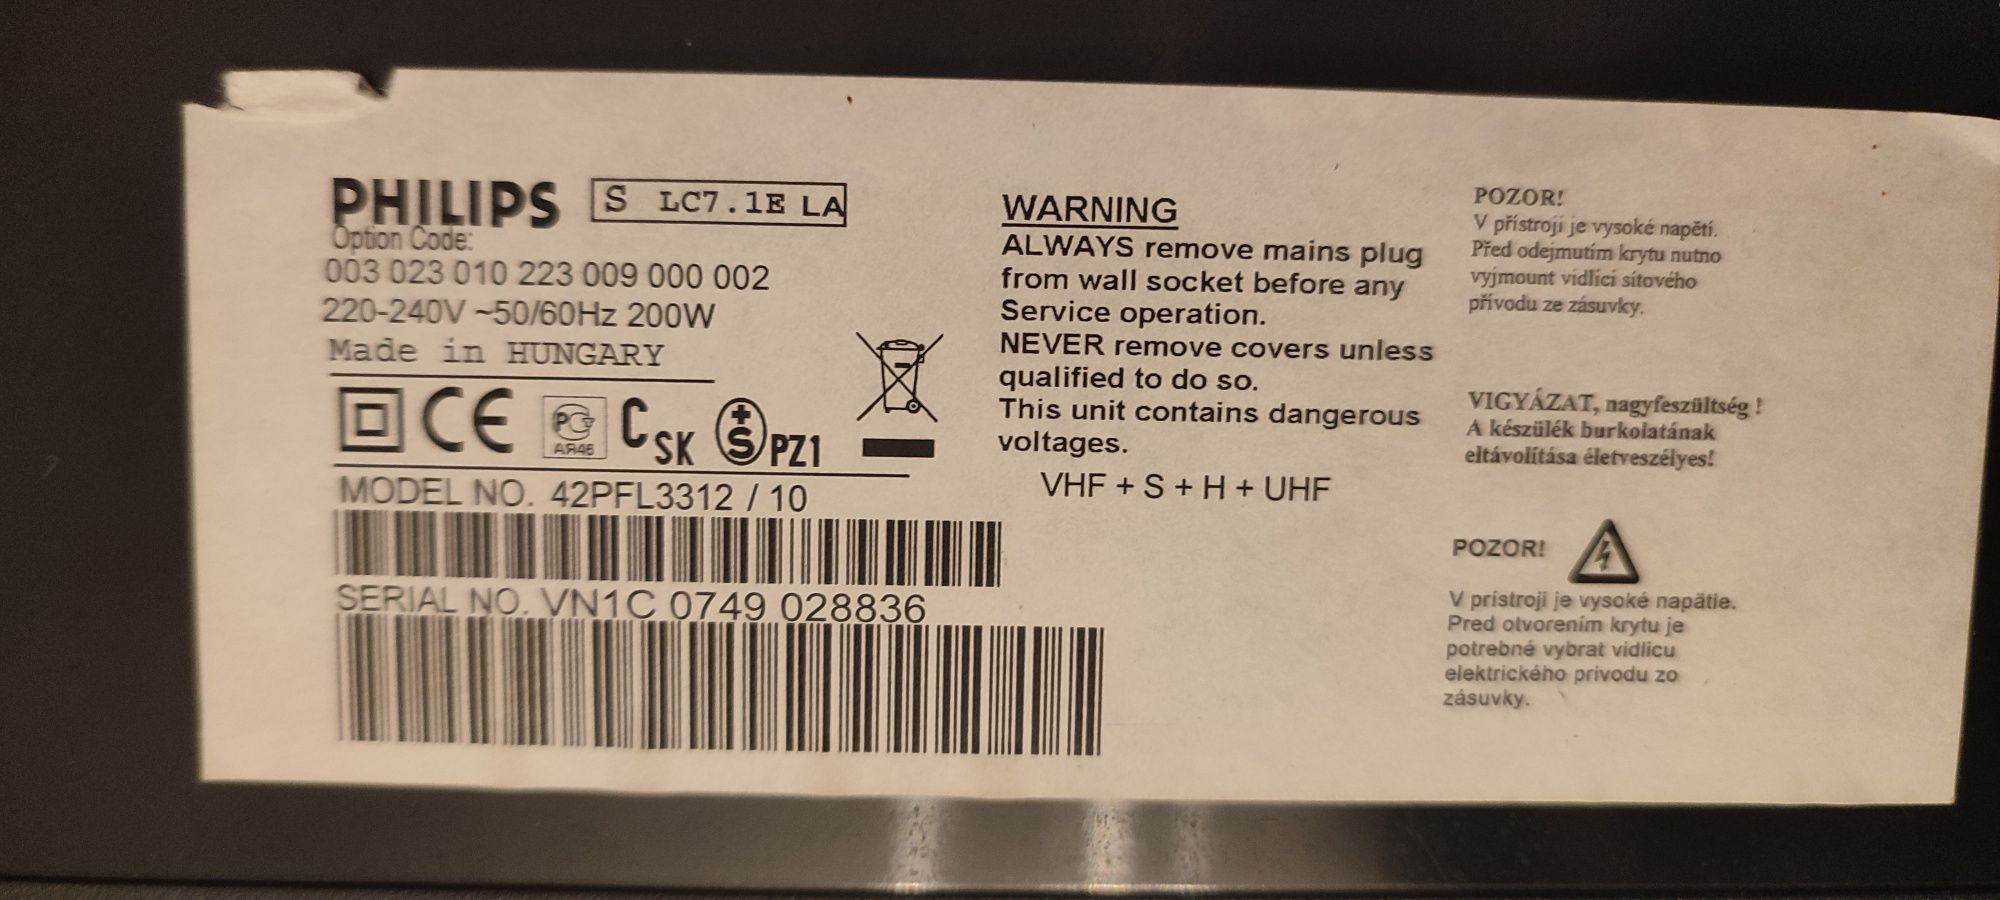 PHILIPS S LC7.1E LA
Option Code:
003 023 010 223 009 000 002
220-240V ~50/60Hz 200W
Made in HUNGARY
CE PG АЯ46 CSK +S PZ1
MODEL NO. 42PFL3312 / 10
SERIAL NO. VN1C 0749 028836
WARNING
ALWAYS remove mains plug
from wall socket before any
Service operation.
NEVER remove covers unless
qualified to do so.
This unit contains dangerous
voltages.
VHF + S + H + UHF
POZOR!
V přístroji je vysoké napětí.
Před odejmutím krytu nutno
vyjmount vidlici síťového
přívodu ze zásuvky.
VIGYÁZAT, nagyfeszültség !
A készülék burkolatának
eltávolítása életveszélyes!
POZOR!
V prístroji je vysoké napätie.
Pred otvorením krytu je
potrebné vybrat vidlicu
elektrického privodu zo
zásuvky.